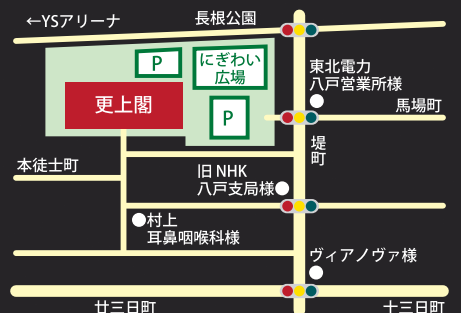 ←YSアリーナ
長根公園
P
にぎわい
広場
東北電力
八戸営業所様
更上閣
P
馬場町
堤町
本徒士町
旧NHK
八戸支局様
村上
耳鼻咽喉科様
ヴィアノヴァ様
廿三日町
十三日町